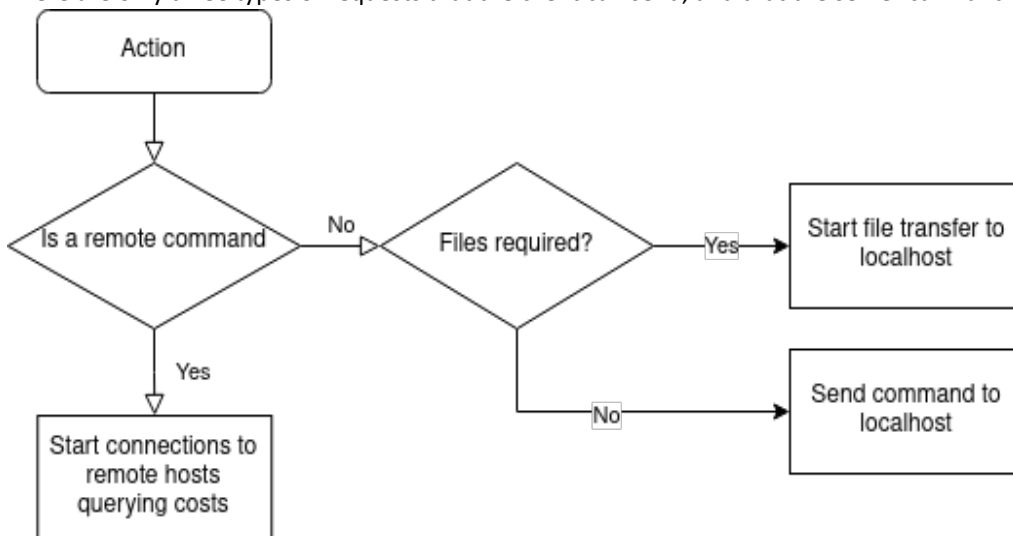 Action
Is a remote command
No
Files required?
Yes
Start file transfer to
localhost
Yes
No
Send command to
localhost
Start connections to
remote hosts
querying costs